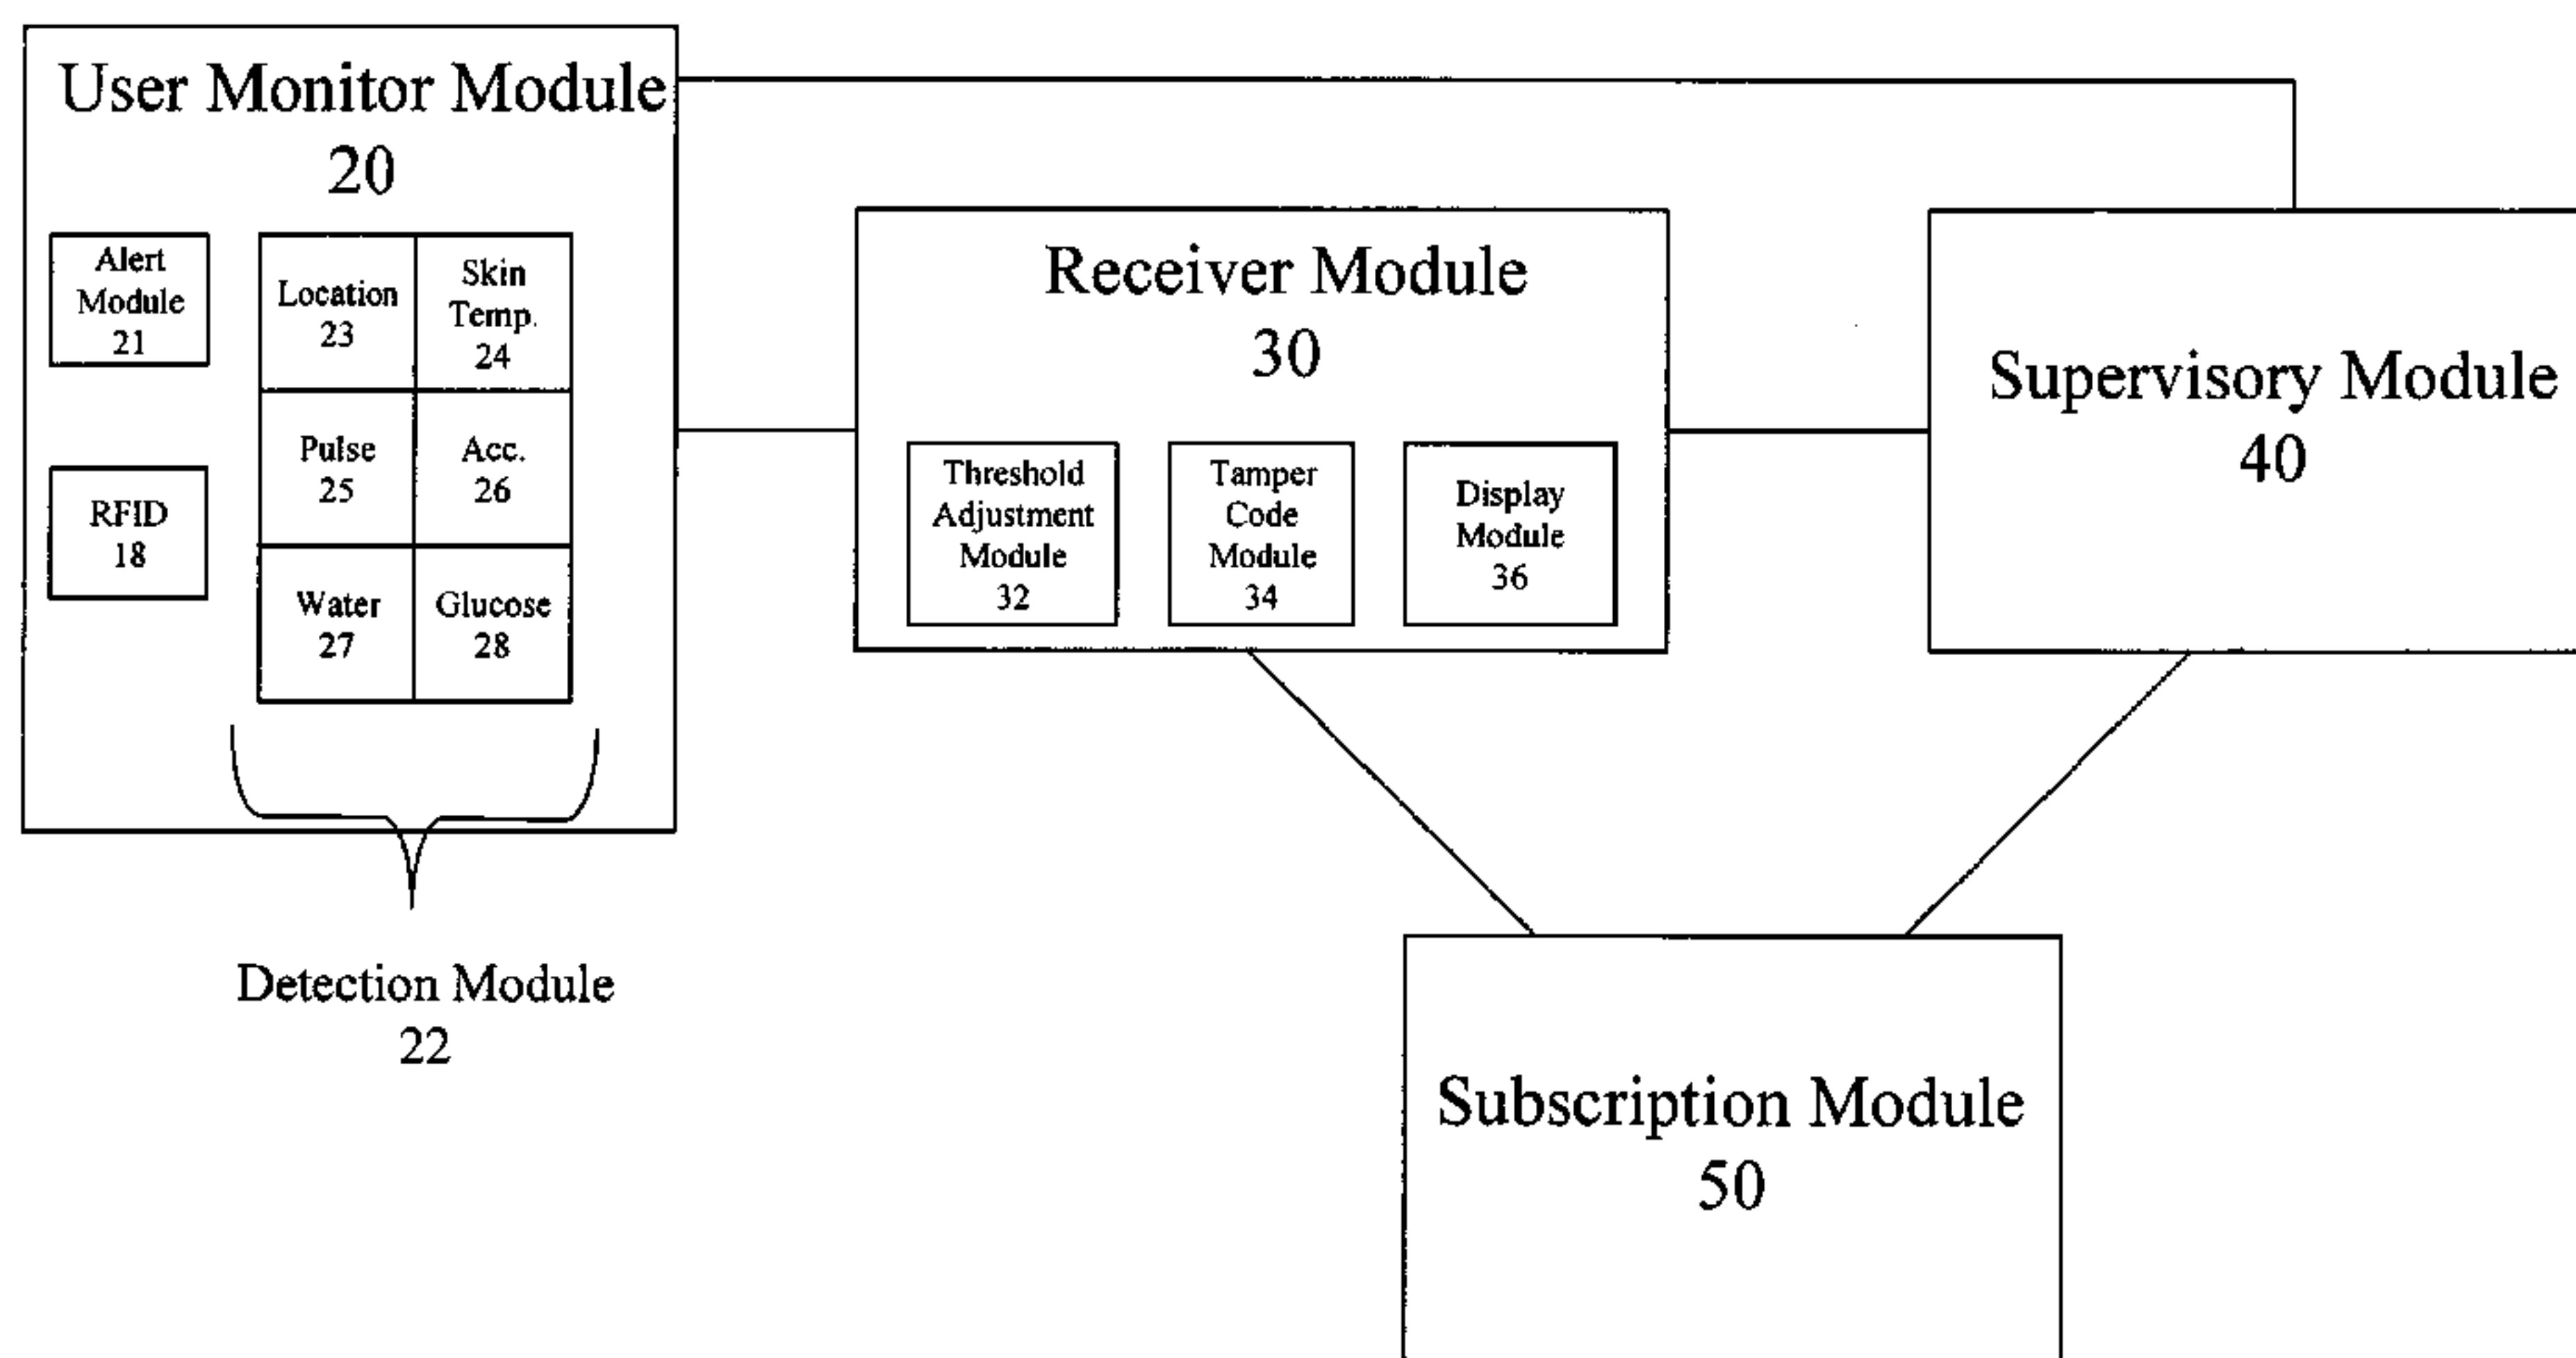 User Monitor Module
20
Alert
Module
21
RFID
18
Location
23
Skin
Temp.
24
Pulse
25
Acc.
26
Water
27
Glucose
28
Detection Module
22
Receiver Module
30
Threshold
Adjustment
Module
32
Tamper
Code
Module
34
Display
Module
36
Supervisory Module
40
Subscription Module
50